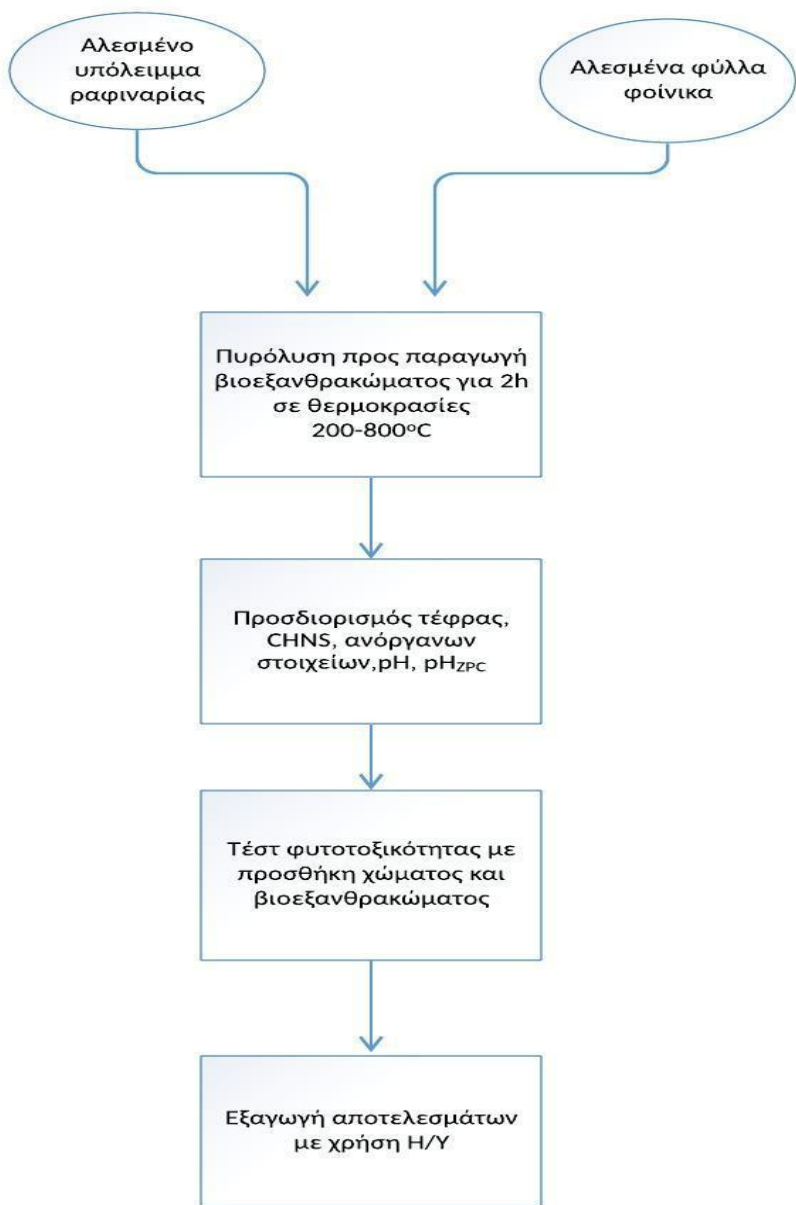 Αλεσμένο
υπόλειμμα
ραφιναρίας
Αλεσμένα φύλλα
φοίνικα
Πυρόλυση προς παραγωγή
βιοεξανθρακώματος για 2h
σε θερμοκρασίες
200-800ºC
Προσδιορισμός τέφρας,
CHNS, ανόργανων
στοιχείων,pH, pHZPC
Τέστ φυτοτοξικότητας με
προσθήκη χώματος και
βιοεξανθρακώματος
Εξαγωγή αποτελεσμάτων
με χρήση Η/Υ